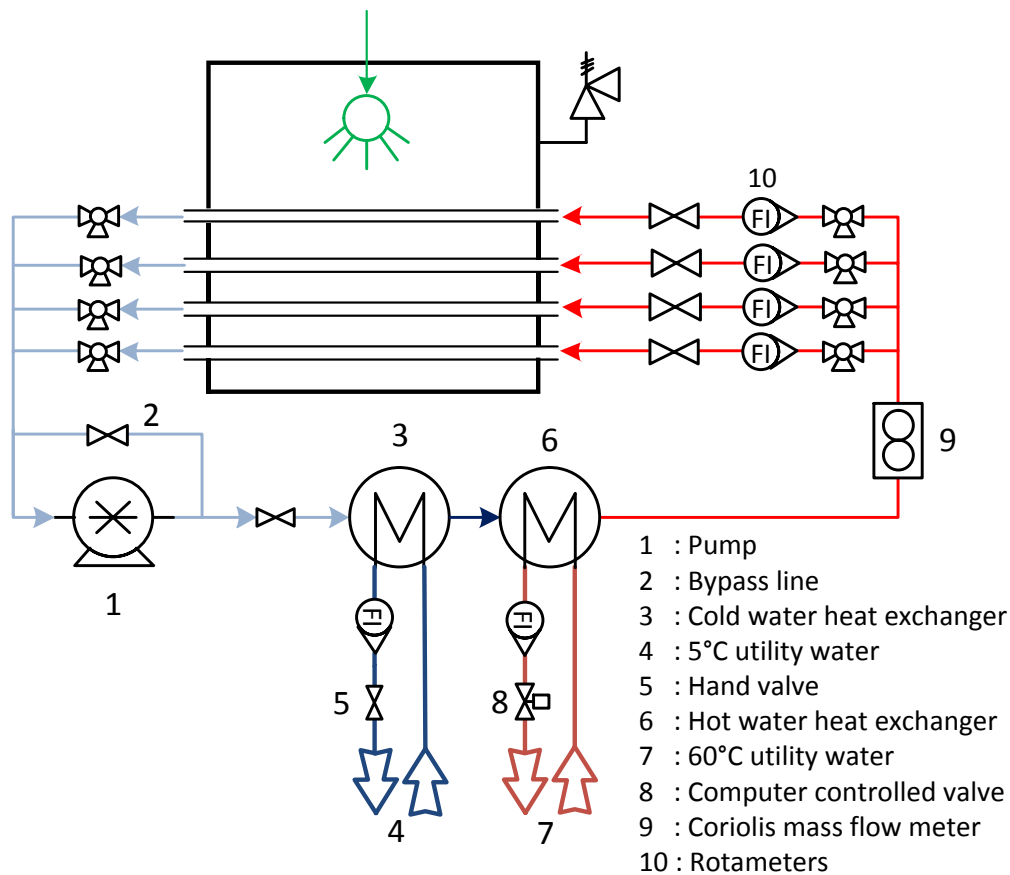 10
FI
FI
FI
FI
2
3
6
9
1
FI
FI
5
8
4
7
1 : Pump
2 : Bypass line
3 : Cold water heat exchanger
4 : 5°C utility water
5 : Hand valve
6 : Hot water heat exchanger
7 : 60°C utility water
8 : Computer controlled valve
9 : Coriolis mass flow meter
10 : Rotameters